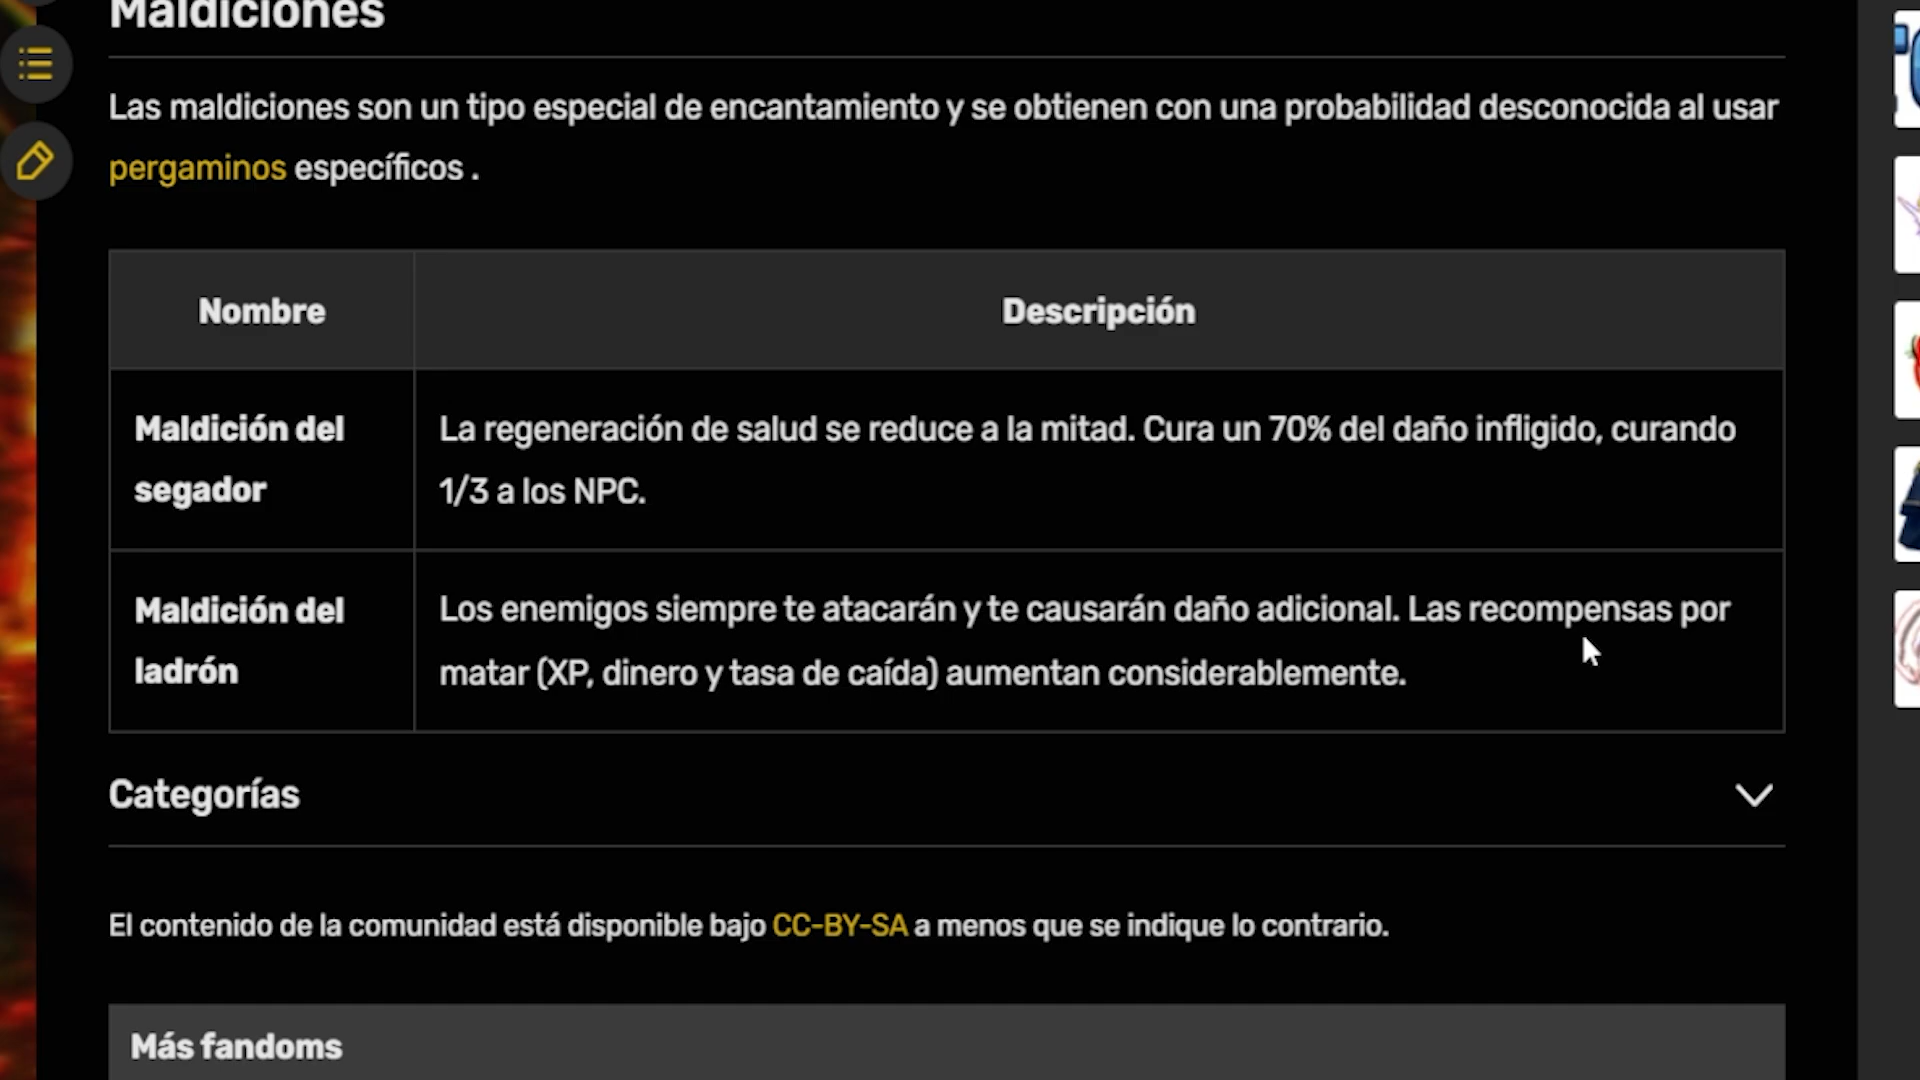 Maldiciones
Las maldiciones son un tipo especial de encantamiento y se obtienen con una probabilidad desconocida al usar
pergaminos específicos .
Nombre
Descripción
Maldición del
segador
La regeneración de salud se reduce a la mitad. Cura un 70% del daño infligido, curando
1/3 a los NPC.
Maldición del
ladrón
Los enemigos siempre te atacarán y te causarán daño adicional. Las recompensas por
matar (XP, dinero y tasa de caída) aumentan considerablemente.
Categorías
El contenido de la comunidad está disponible bajo CC-BY-SA a menos que se indique lo contrario.
Más fandoms